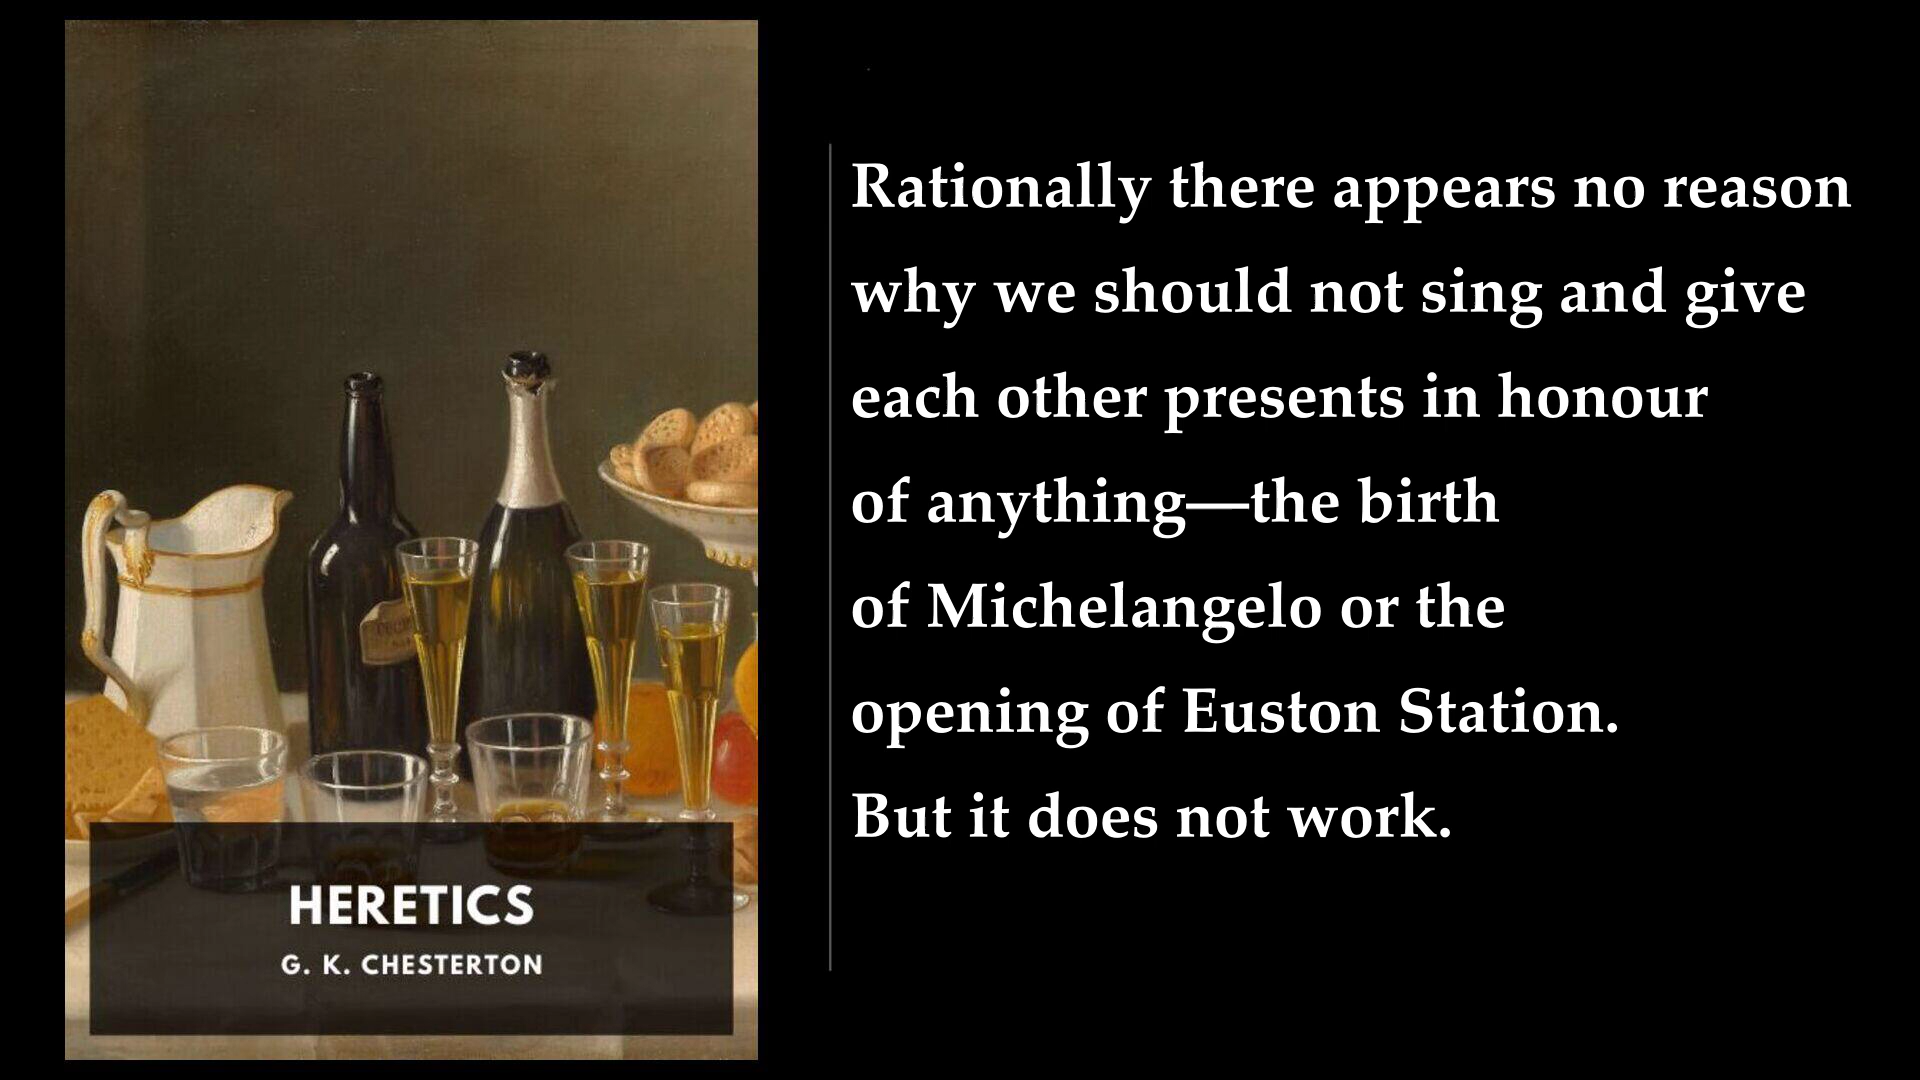 Rationally there appears no reason
why we should not sing and give
each other presents in honour
of anything—the birth
of Michelangelo or the
opening of Euston Station.
But it does not work.
HERETICS
G. K. CHESTERTON